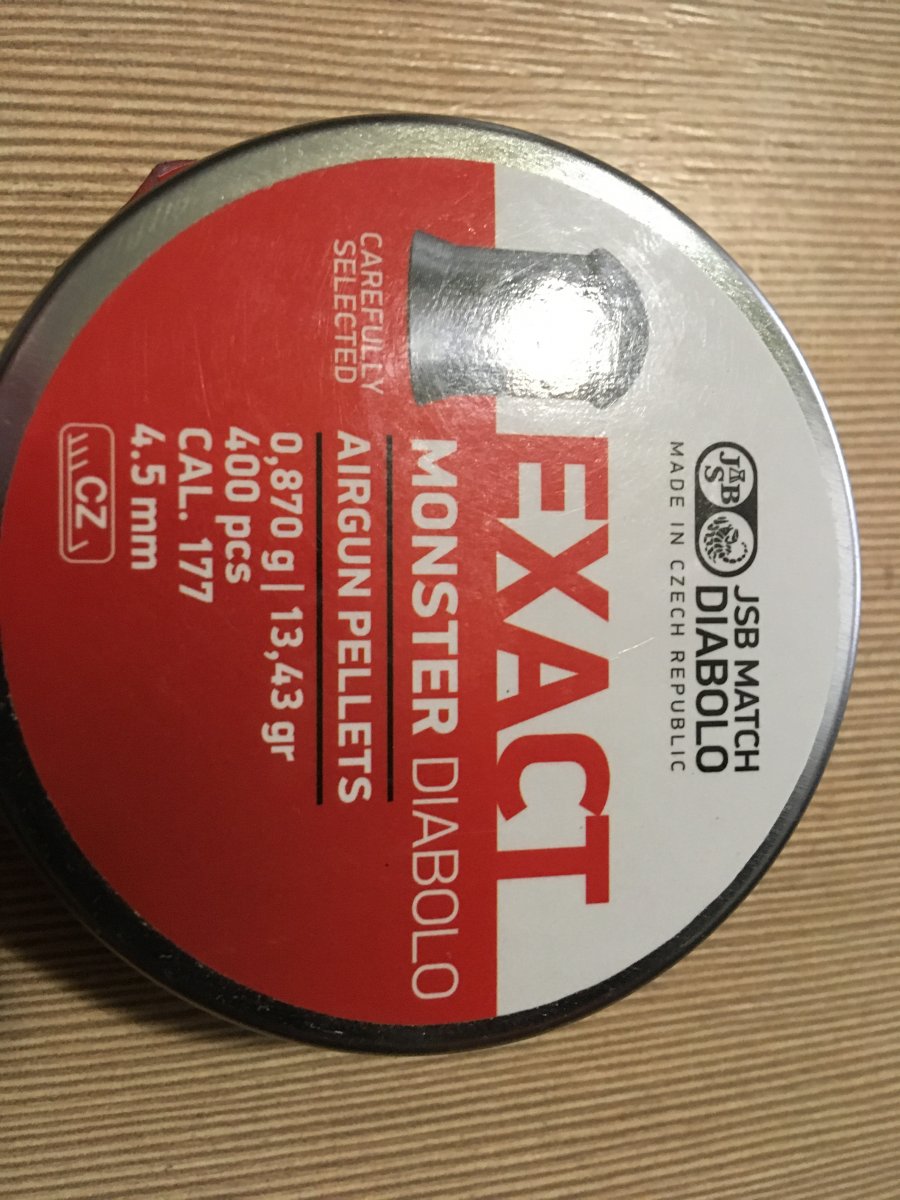 JSB
JSB MATCH
DIABOLO
MADE IN CZECH REPUBLIC
EXACT
MONSTER DIABOLO
CAREFULLY
SELECTED
AIRGUN PELLETS
0,870 g | 13,43 gr
400 pcs
CAL. 177
4.5 mm
CZ